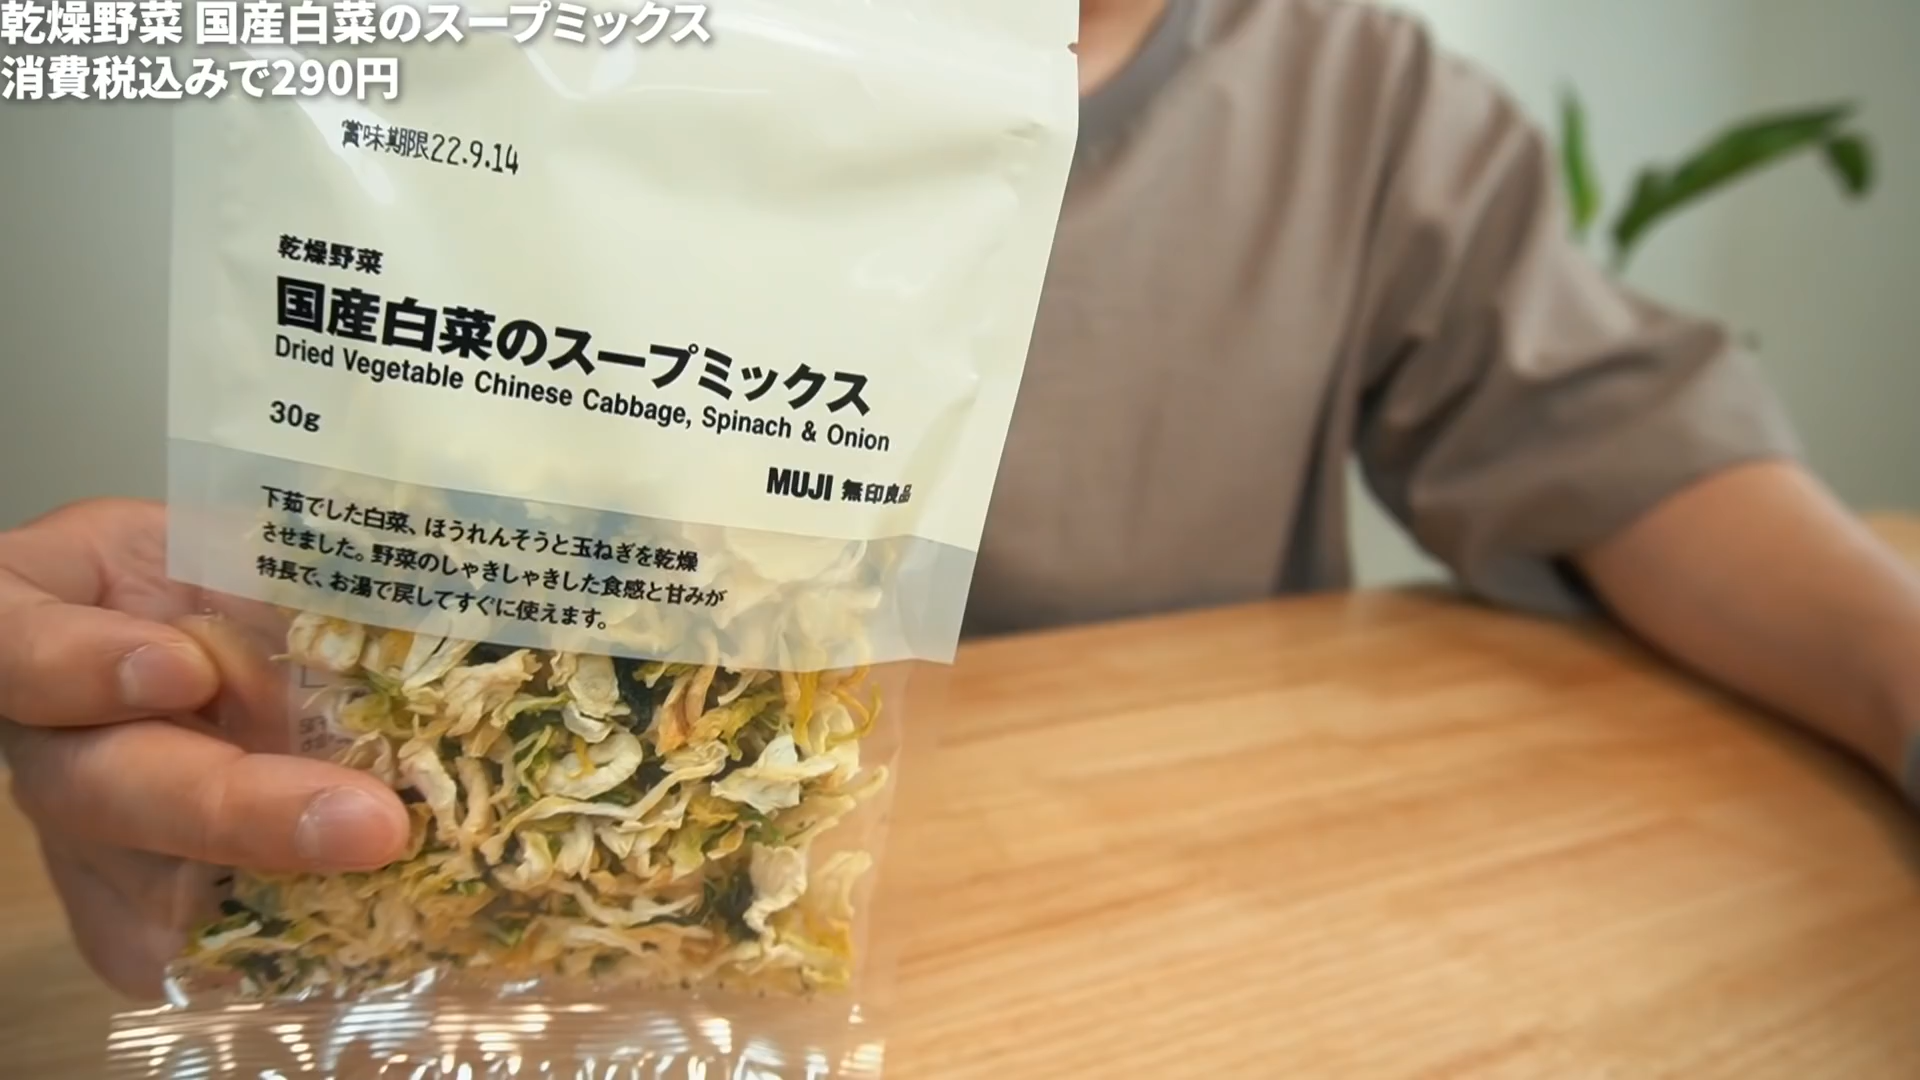 乾燥野菜 国産白菜のスープミックス
消費税込みで290円
賞味期限22.9.14
乾燥野菜
国産白菜のスープミックス
Dried Vegetable Chinese Cabbage, Spinach & Onion
30g
MUJI 無印良品
下茹でした白菜、ほうれんそうと玉ねぎを乾燥
させました。野菜のしゃきしゃきした食感と甘みが
特長で、お湯で戻してすぐに使えます。